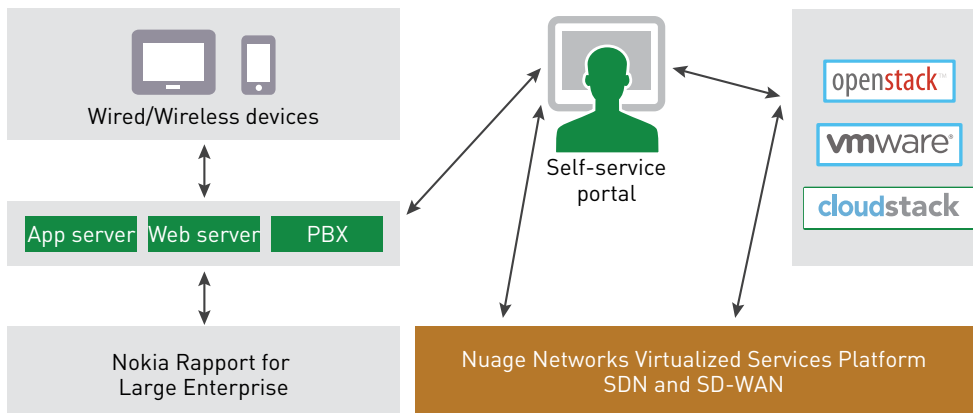 Wired/Wireless devices
App server
Web server
PBX
Nokia Rapport for
Large Enterprise
Self-service
portal
openstack™
vmware®
cloudstack
Nuage Networks Virtualized Services Platform
SDN and SD-WAN